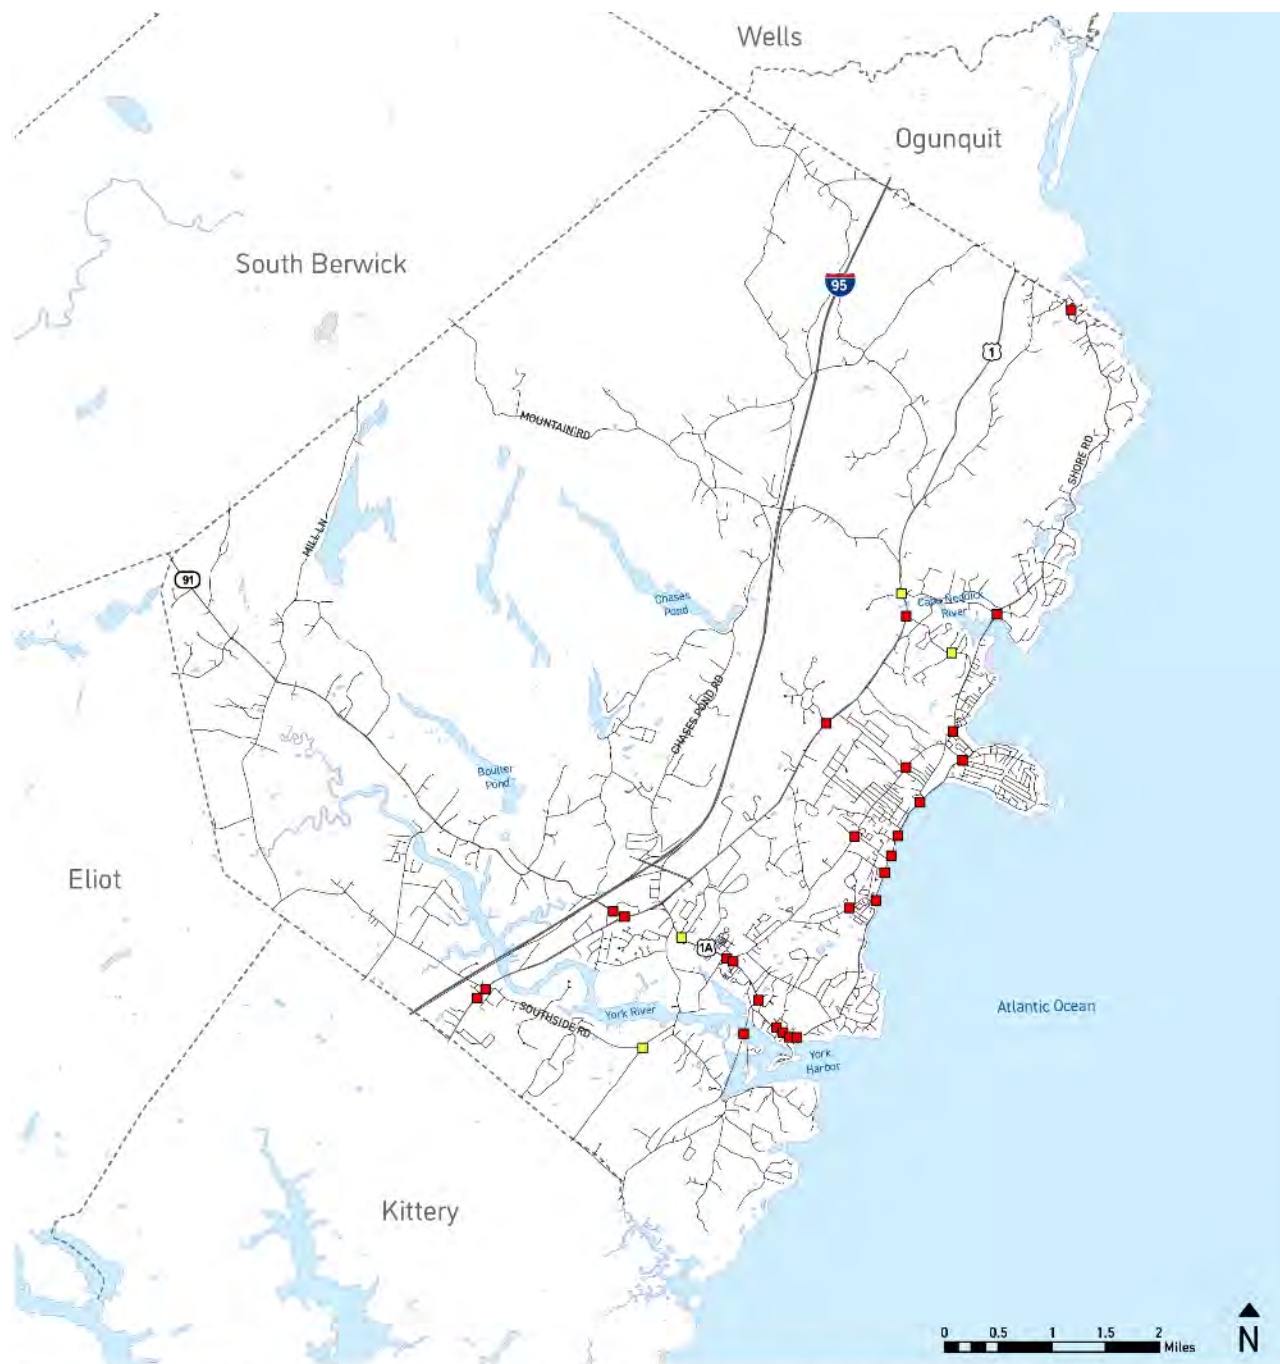 Wells
Ogunquit
South Berwick
95
1
MOUNTAIN RD
SHORE RD
MILL LN
91
Chases
Pond
Cape Neddick
River
CHASES POND RD
Boulter
Pond
Eliot
1A
Atlantic Ocean
SOUTHSIDE RD
York River
York
Harbor
Kittery
0 0.5 1 1.5 2
Miles
N